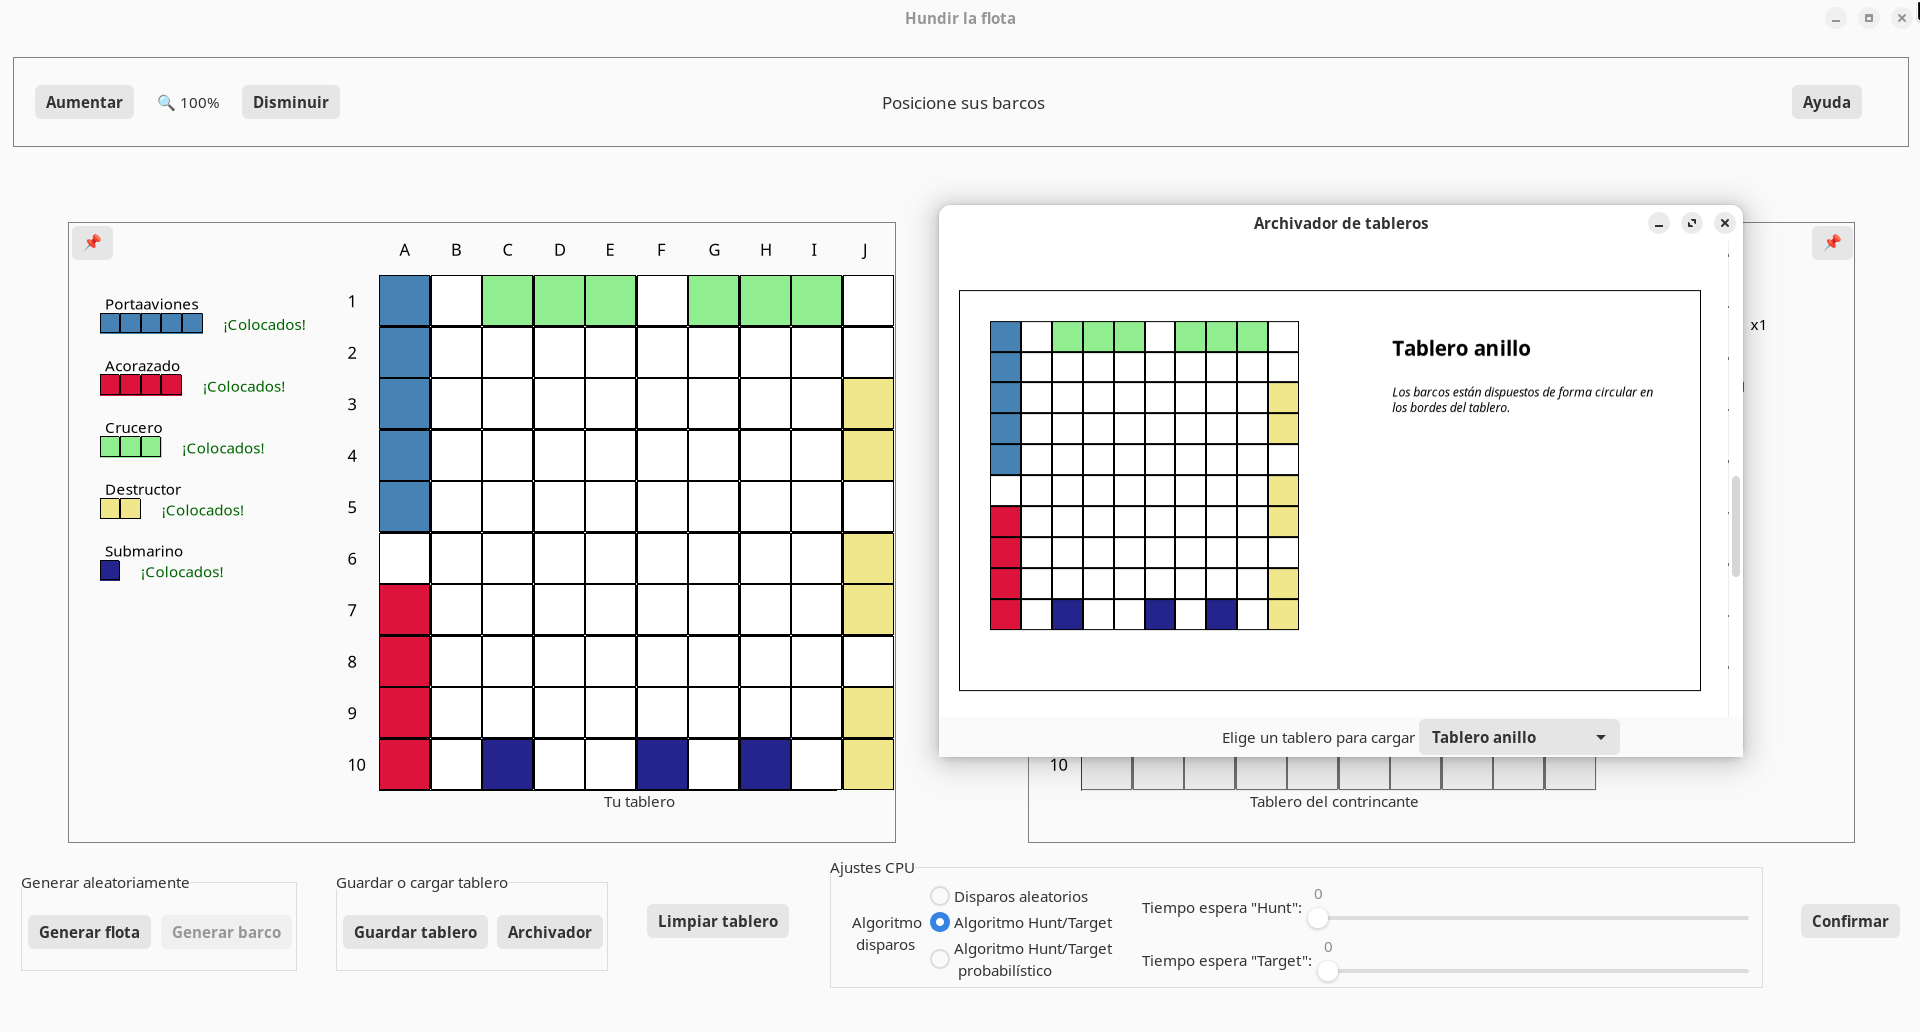 Hundir la flota
Aumentar 🔍 100% Disminuir
Posicione sus barcos
Ayuda
A B C D E F G H I J
1
2
3
4
5
6
7
8
9
10
Portaaviones
¡Colocados!
Acorazado
¡Colocados!
Crucero
¡Colocados!
Destructor
¡Colocados!
Submarino
¡Colocados!
Tu tablero
Archivador de tableros
Tablero anillo
Los barcos están dispuestos de forma circular en
los bordes del tablero.
Elige un tablero para cargar Tablero anillo
x1
10
Tablero del contrincante
Generar aleatoriamente
Generar flota Generar barco
Guardar o cargar tablero
Guardar tablero Archivador
Limpiar tablero
Ajustes CPU
Algoritmo
disparos
Disparos aleatorios
Algoritmo Hunt/Target
Algoritmo Hunt/Target
probabilístico
Tiempo espera "Hunt": 0
Tiempo espera "Target": 0
Confirmar